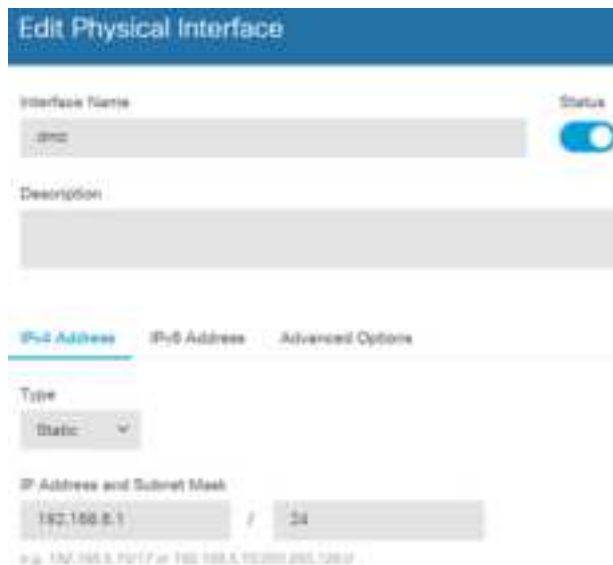 Edit Physical Interface
Interface Name
Status
dmz
Description
IPv4 Address
IPv6 Address
Advanced Options
Type
Static
IP Address and Subnet Mask
192.168.6.1
/
24
e.g.